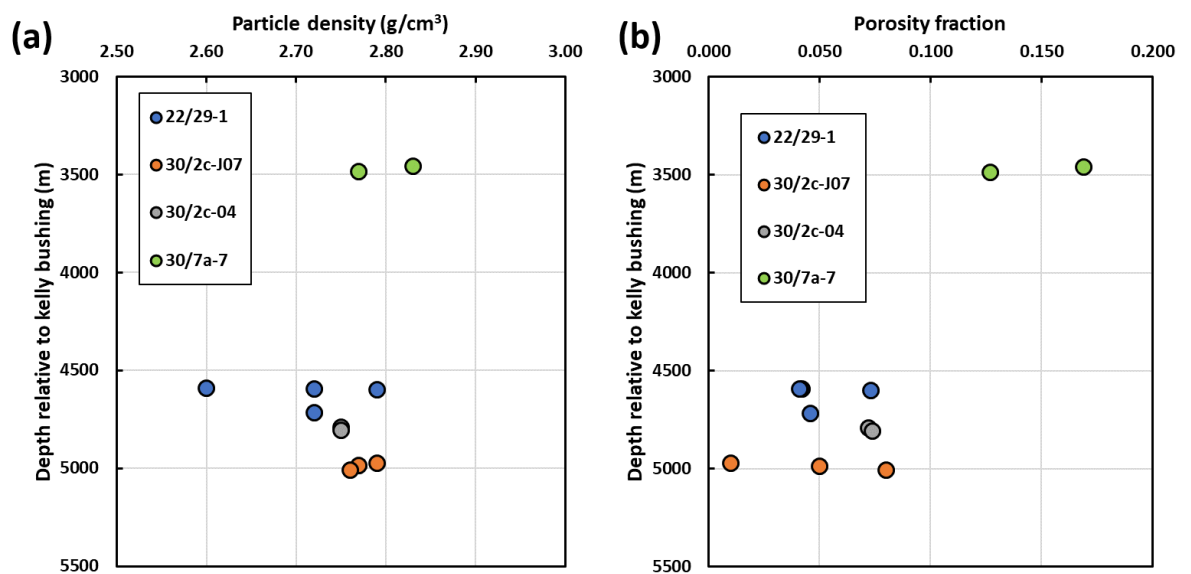 (a)
Particle density (g/cm³)
2.50 2.60 2.70 2.80 2.90 3.00
Depth relative to kelly bushing (m)
3000
3500
4000
4500
5000
5500
22/29-1
30/2c-J07
30/2c-04
30/7a-7
(b)
Porosity fraction
0.000 0.050 0.100 0.150 0.200
Depth relative to kelly bushing (m)
3000
3500
4000
4500
5000
5500
22/29-1
30/2c-J07
30/2c-04
30/7a-7